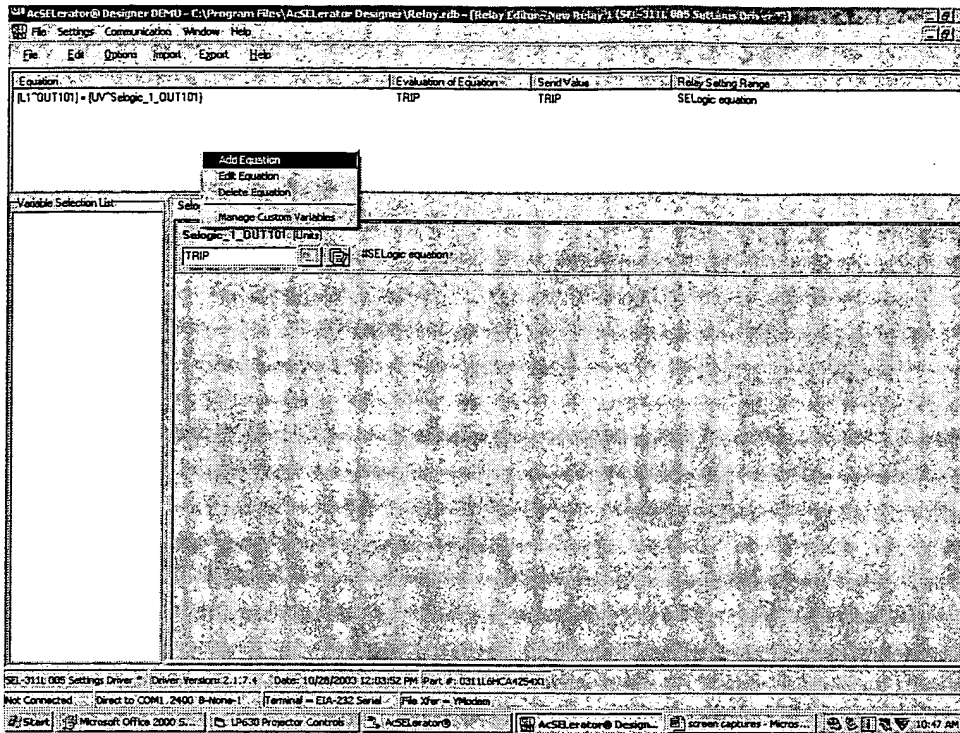 AcSELerator® Designer DEMO - C:\Program Files\AcSELerator Designer\Relay.rdb - [Relay Editor - New Relay 1 (SEL-311L 005 Settings Driver
File Settings Communication Window Help
File Edit Options Import Export Help
Equation Evaluation of Equation Send Value Relay Setting Range
[L1^OUT101] = {UV^Selogic_1_OUT101} TRIP TRIP SELogic equation
Add Equation
Edit Equation
Delete Equation
Manage Custom Variables
Variable Selection List
Selo
Selogic_1_OUT101: [Units]
TRIP #SELogic equation
SEL-311L 005 Settings Driver * Driver Version: 2.1.7.4 Date: 10/28/2003 12:03:52 PM Part #: 0311L6HCA4254X1
Not Connected Direct to COM1, 2400 8-None-1 Terminal = EIA-232 Serial File Xfer = YModem
Start Microsoft Office 2000 S... LP630 Projector Controls AcSELerator® AcSELerator® Design... screen captures - Micros... 10:47 AM